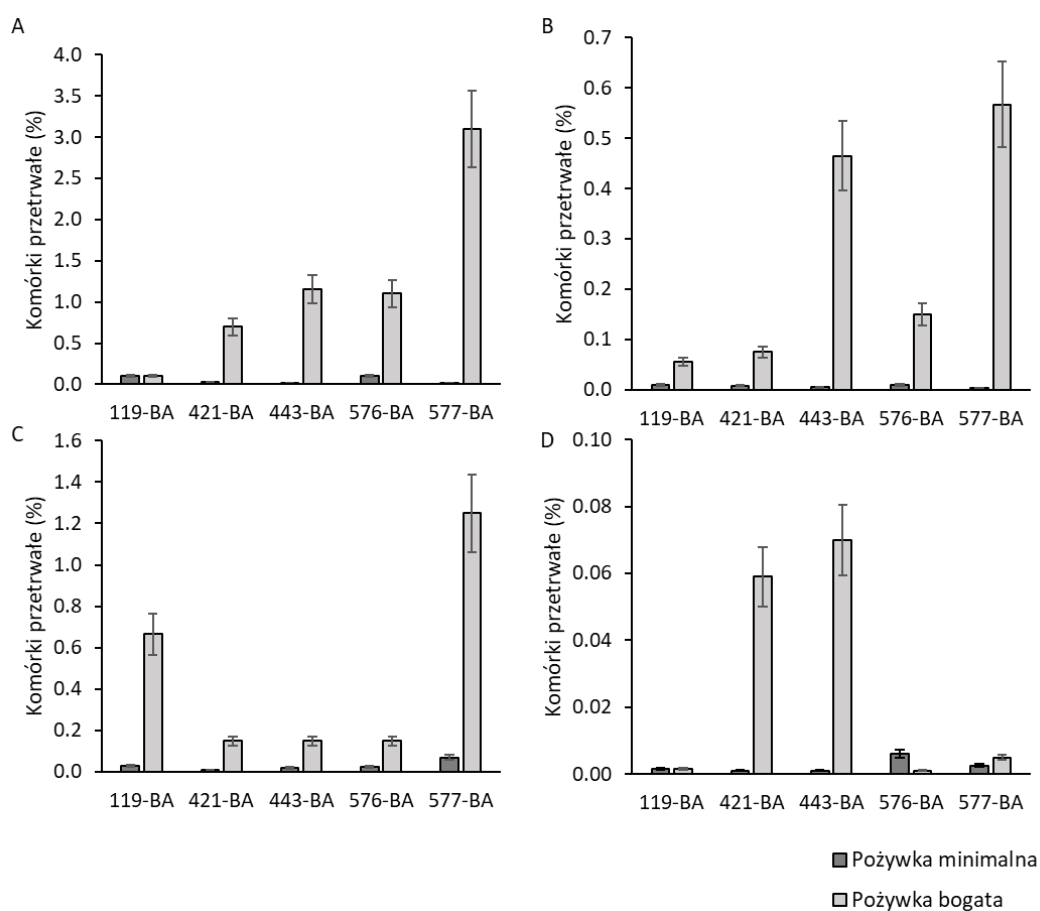 A
Komórki przetrwałe (%)
4.0
3.5
3.0
2.5
2.0
1.5
1.0
0.5
0.0
119-BA 421-BA 443-BA 576-BA 577-BA
B
Komórki przetrwałe (%)
0.7
0.6
0.5
0.4
0.3
0.2
0.1
0.0
119-BA 421-BA 443-BA 576-BA 577-BA
C
Komórki przetrwałe (%)
1.6
1.4
1.2
1.0
0.8
0.6
0.4
0.2
0.0
119-BA 421-BA 443-BA 576-BA 577-BA
D
Komórki przetrwałe (%)
0.10
0.08
0.06
0.04
0.02
0.00
119-BA 421-BA 443-BA 576-BA 577-BA
Pożywka minimalna
Pożywka bogata